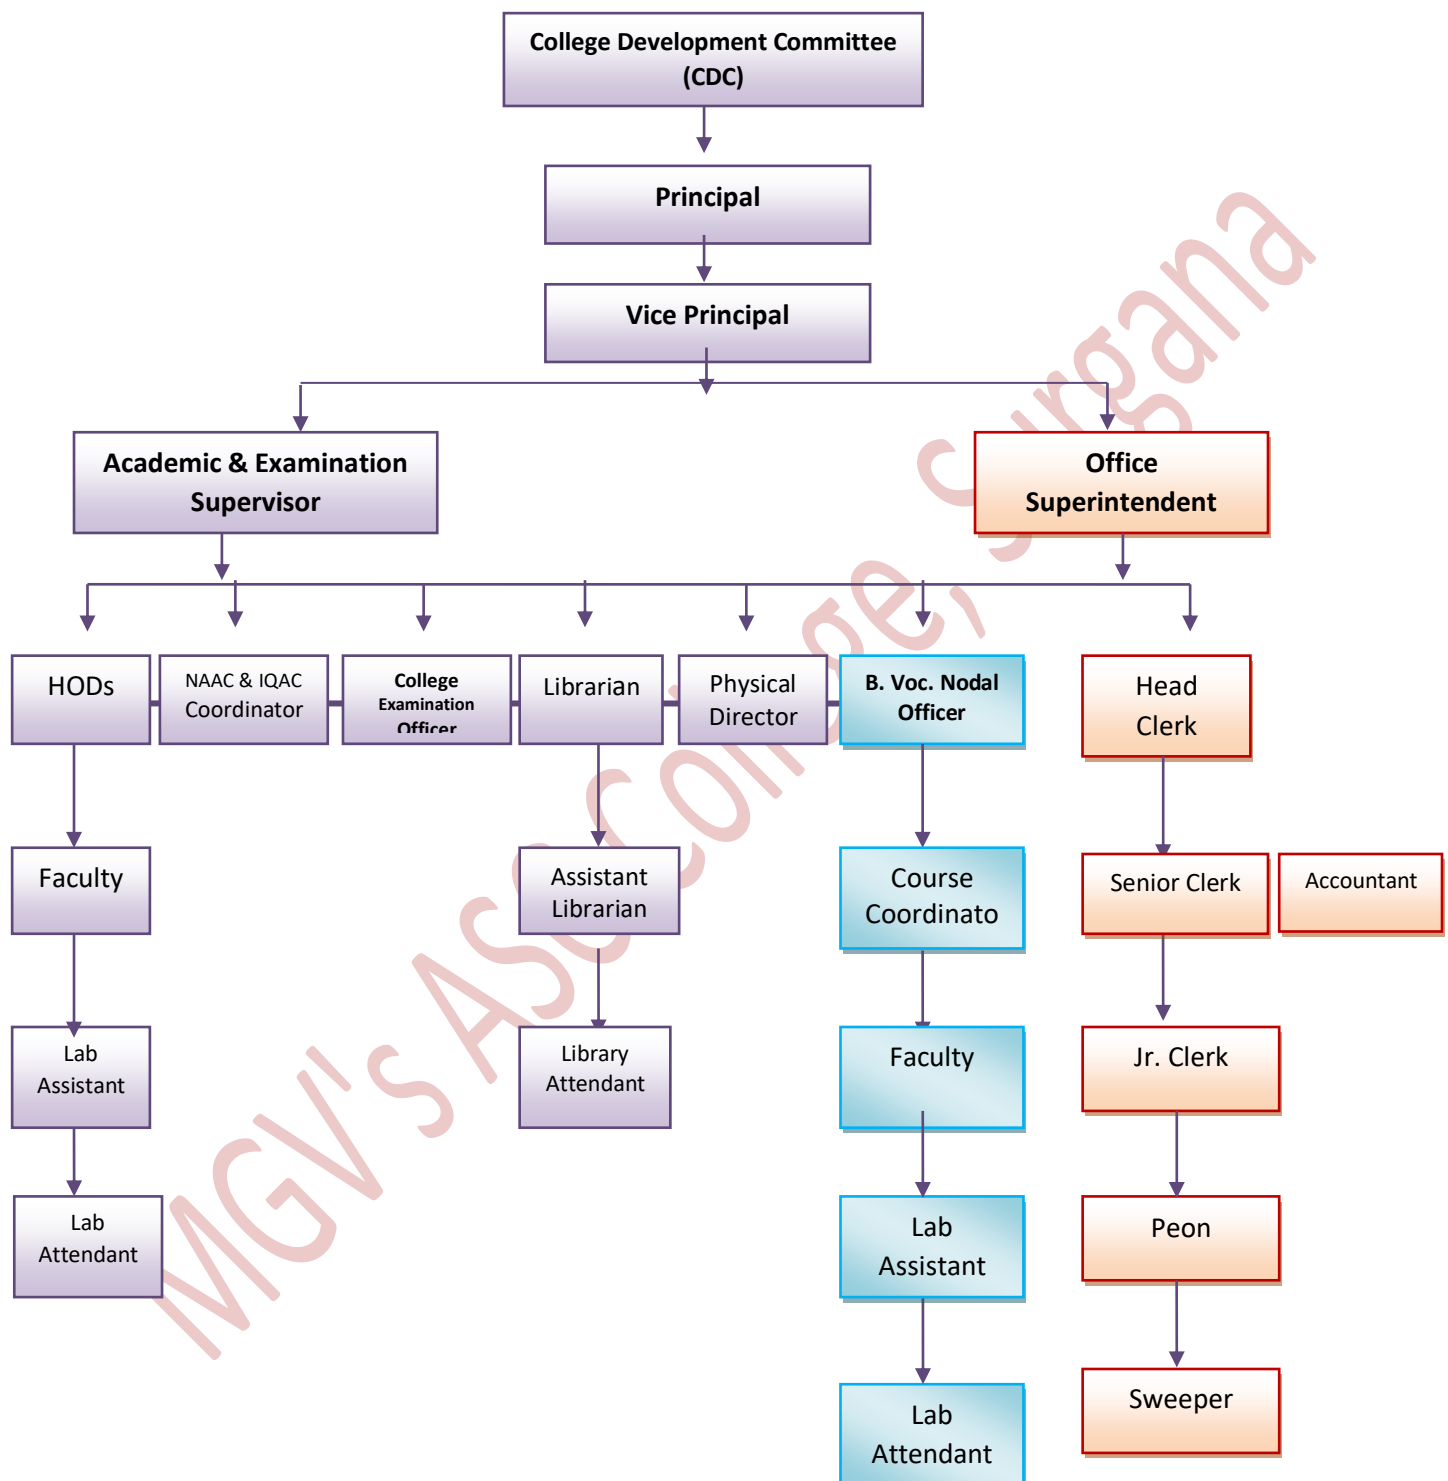 College Development Committee
(CDC)
Principal
Vice Principal
Academic & Examination
Supervisor
Office
Superintendent
HODs
NAAC & IQAC
Coordinator
College
Examination
Officer
Librarian
Physical
Director
B. Voc. Nodal
Officer
Head
Clerk
Faculty
Assistant
Librarian
Course
Coordinato
Senior Clerk
Accountant
Lab
Assistant
Library
Attendant
Faculty
Jr. Clerk
Lab
Attendant
Lab
Assistant
Peon
Lab
Attendant
Sweeper
MGV's ASC College, Surgana